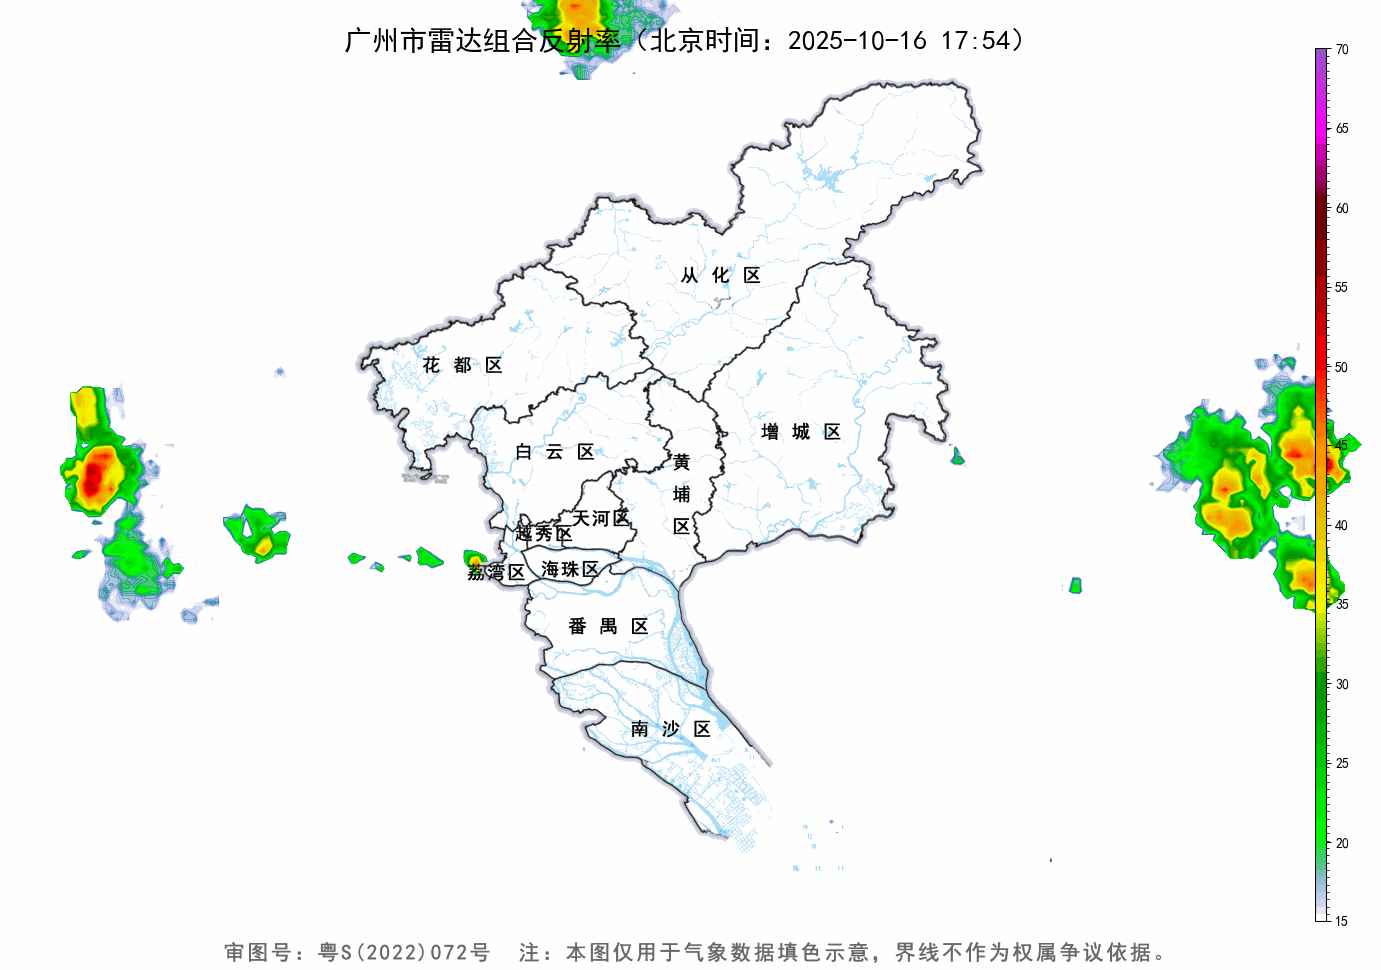 广州市雷达组合反射率（北京时间：2025-10-16 17:54）
70
65
60
55
50
45
40
35
30
25
20
15
从化区
花都区
增城区
白云区
黄埔区
天河区
越秀区
海珠区
荔湾区
番禺区
南沙区
审图号：粤S(2022)072号 注：本图仅用于气象数据填色示意，界线不作为权属争议依据。